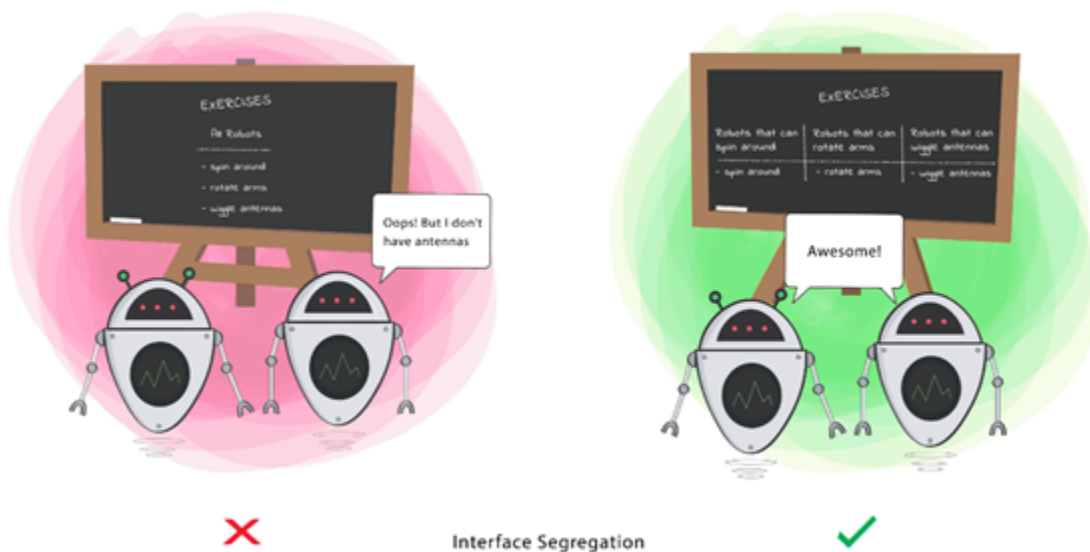 EXERCISES
All Robots
- spin around
- rotate arms
- wiggle antennas
Oops! But I don't
have antennas
EXERCISES
Robots that can
spin around
- spin around
Robots that can
rotate arms
- rotate arms
Robots that can
wiggle antennas
- wiggle antennas
Awesome!
Interface Segregation